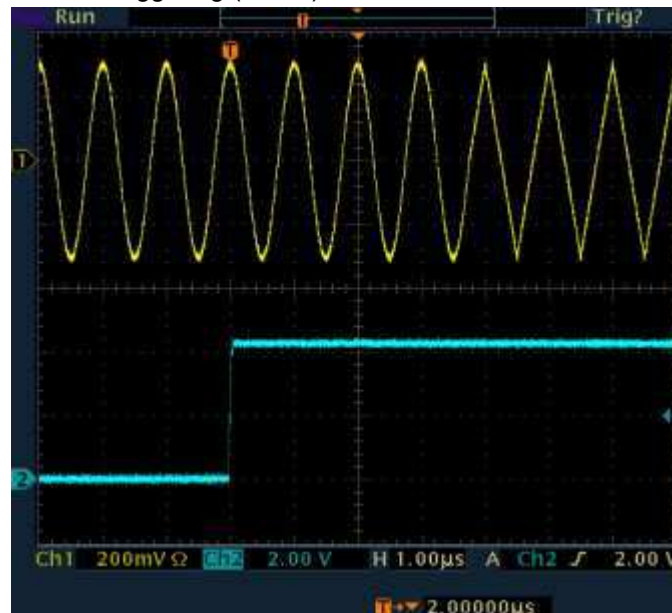 Run Trig?
T
T
1
2
Ch1 200mV Ω Ch2 2.00 V H 1.00µs A Ch2 2.00 V
T 2.00000µs